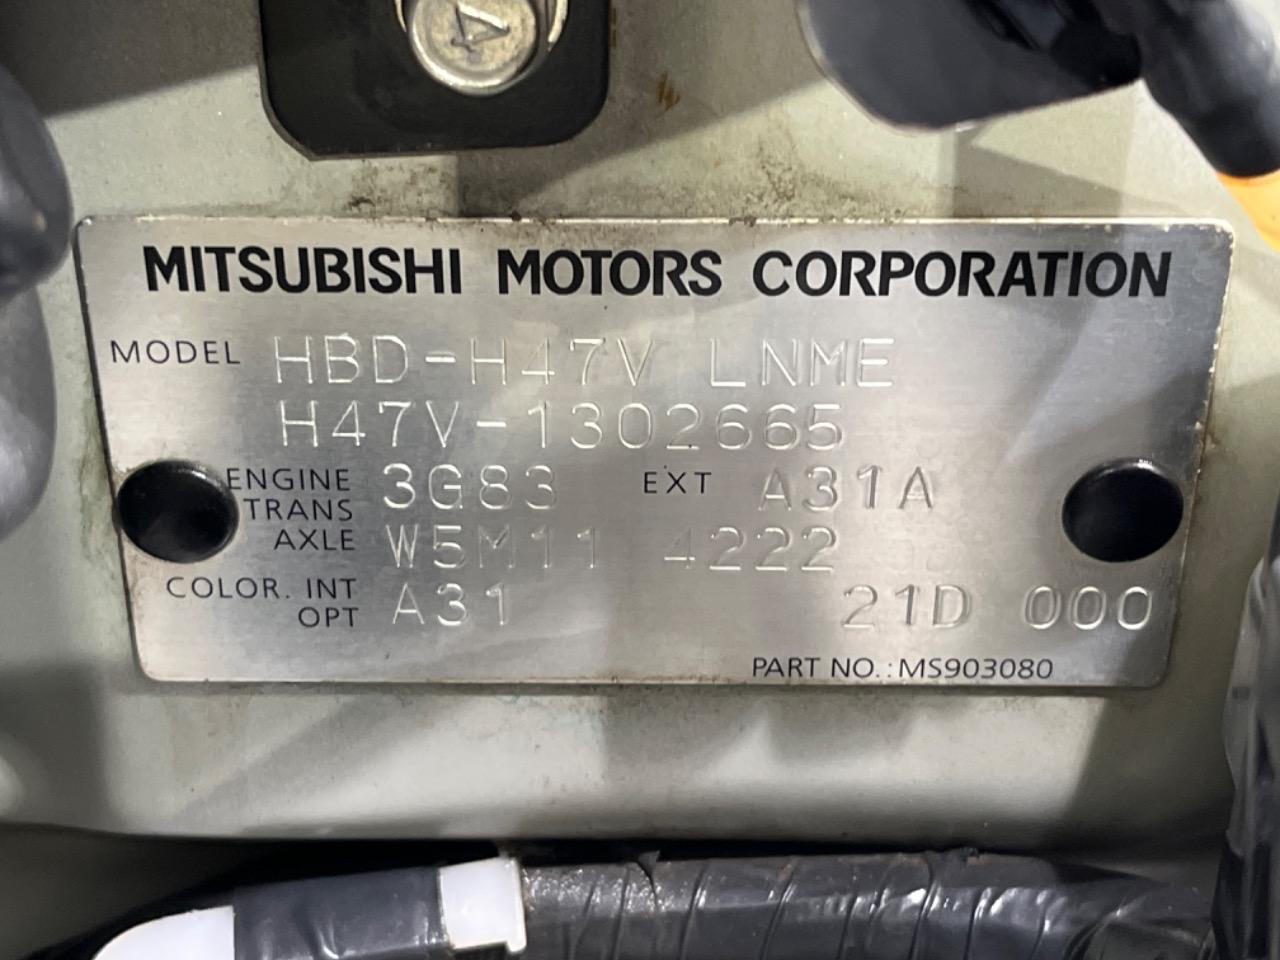 4
MITSUBISHI MOTORS CORPORATION
MODEL HBD-H47V LNME
H47V-1302665
ENGINE 3G83 EXT A31A
TRANS
AXLE W5M11 4222
COLOR. INT A31 21D 000
OPT
PART NO.:MS903080